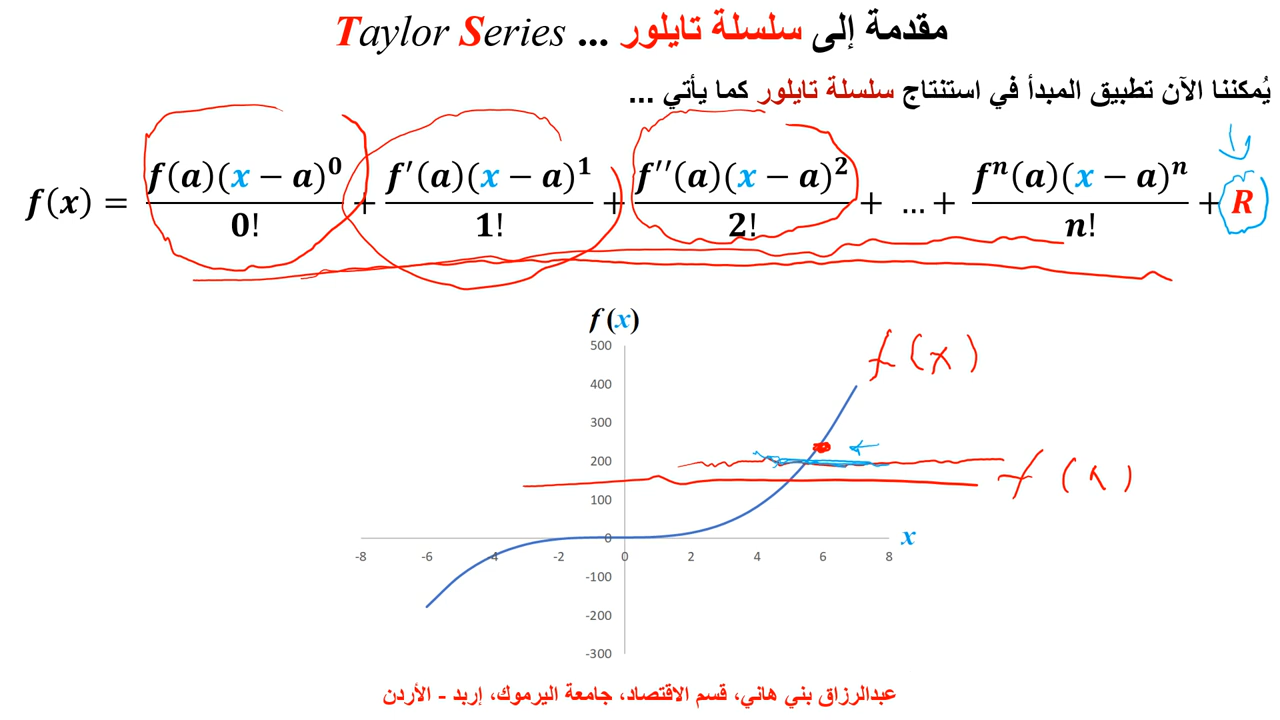 مقدمة إلى سلسلة تايلور ... Taylor Series
يُمكننا الآن تطبيق المبدأ في استنتاج سلسلة تايلور كما يأتي ...
f(x) = f(a)(x − a)^0 / 0! + f′(a)(x − a)^1 / 1! + f′′(a)(x − a)^2 / 2! + ... + f^n(a)(x − a)^n / n! + R
f (x)
500
400
300
200
100
0
-100
-200
-300
-8 -6 -4 -2 0 2 4 6 8
x
f(x)
f(x)
عبدالرزاق بني هاني، قسم الاقتصاد، جامعة اليرموك، إربد - الأردن